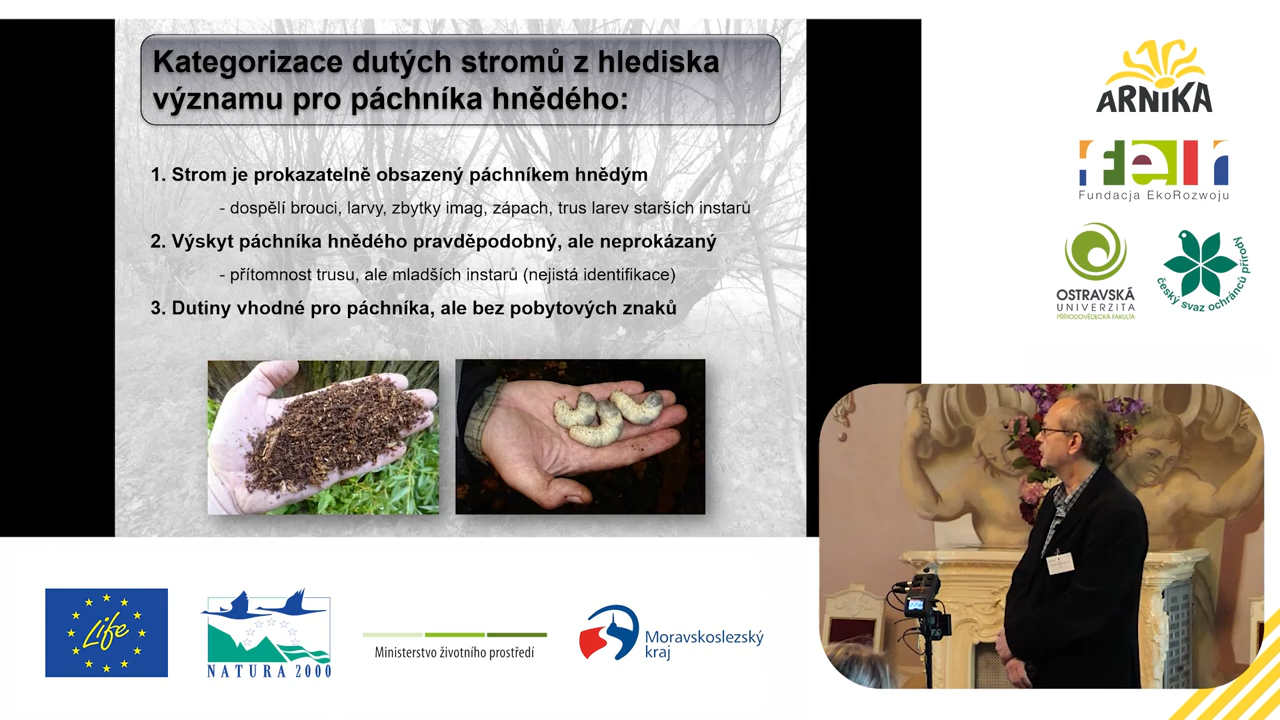 Kategorizace dutých stromů z hlediska
významu pro páchníka hnědého:
1. Strom je prokazatelně obsazený páchníkem hnědým
- dospělí brouci, larvy, zbytky imag, zápach, trus larev starších instarů
2. Výskyt páchníka hnědého pravděpodobný, ale neprokázaný
- přítomnost trusu, ale mladších instarů (nejistá identifikace)
3. Dutiny vhodné pro páchníka, ale bez pobytových znaků
ARNIKA
feri
Fundacja EkoRozwoju
OSTRAVSKÁ
UNIVERZITA
PŘÍRODOVĚDECKÁ FAKULTA
český svaz ochránců přírody
Life
NATURA 2000
Ministerstvo životního prostředí
Moravskoslezský
kraj